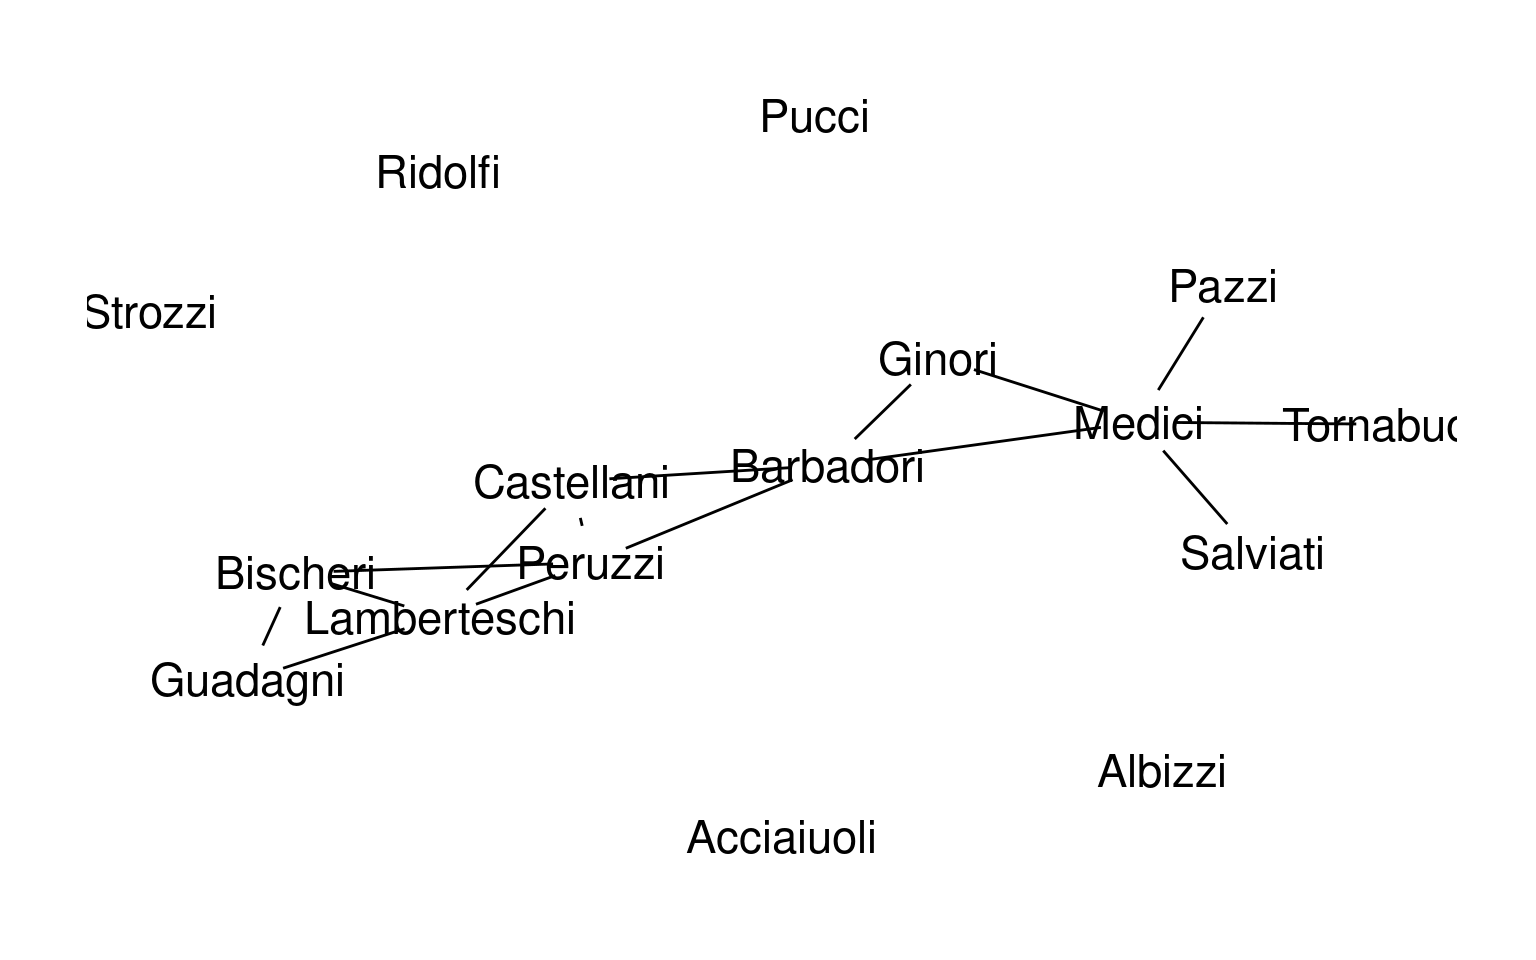 Pucci
Ridolfi
Pazzi
Strozzi
Ginori
Medici
Tornabuo
Barbadori
Castellani
Salviati
Peruzzi
Bischeri
Lamberteschi
Guadagni
Albizzi
Acciaiuoli